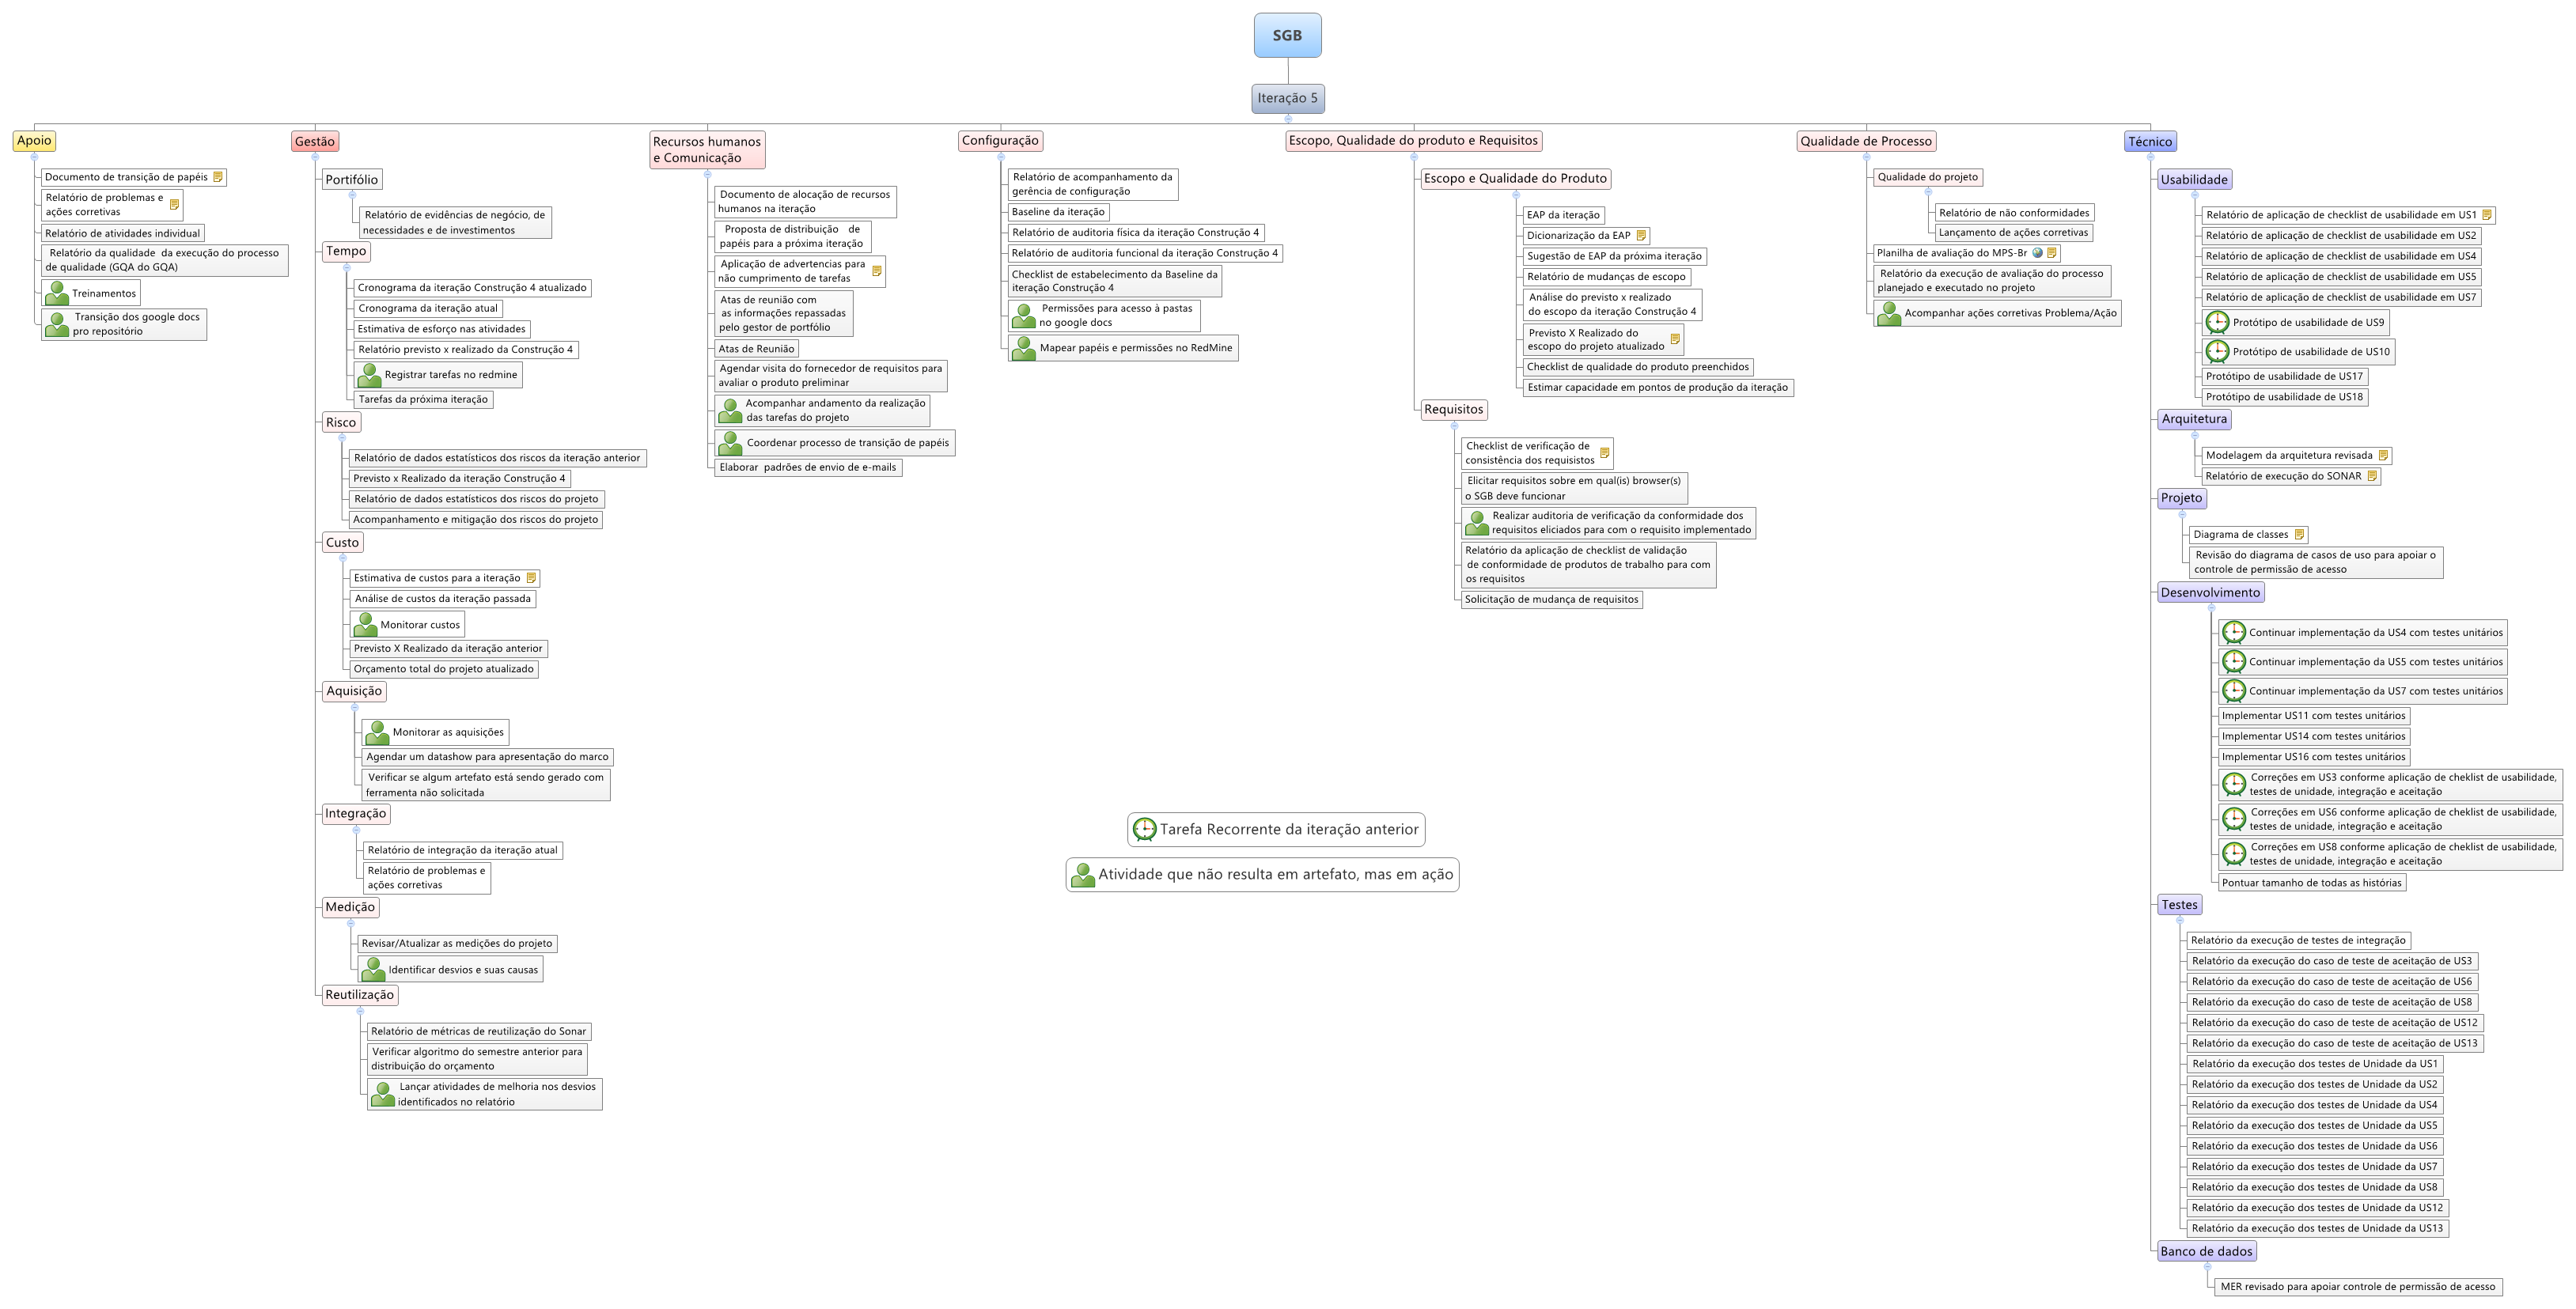 SGB
Iteração 5
Apoio
Documento de transição de papéis
Relatório de problemas e
ações corretivas
Relatório de atividades individual
Relatório da qualidade da execução do processo
de qualidade (GQA do GQA)
Treinamentos
Transição dos google docs
pro repositório
Gestão
Portifólio
Relatório de evidências de negócio, de
necessidades e de investimentos
Tempo
Cronograma da iteração Construção 4 atualizado
Cronograma da iteração atual
Estimativa de esforço nas atividades
Relatório previsto x realizado da Construção 4
Registrar tarefas no redmine
Tarefas da próxima iteração
Risco
Relatório de dados estatísticos dos riscos da iteração anterior
Previsto x Realizado da iteração Construção 4
Relatório de dados estatísticos dos riscos do projeto
Acompanhamento e mitigação dos riscos do projeto
Custo
Estimativa de custos para a iteração
Análise de custos da iteração passada
Monitorar custos
Previsto X Realizado da iteração anterior
Orçamento total do projeto atualizado
Aquisição
Monitorar as aquisições
Agendar um datashow para apresentação do marco
Verificar se algum artefato está sendo gerado com
ferramenta não solicitada
Integração
Relatório de integração da iteração atual
Relatório de problemas e
ações corretivas
Medição
Revisar/Atualizar as medições do projeto
Identificar desvios e suas causas
Reutilização
Relatório de métricas de reutilização do Sonar
Verificar algoritmo do semestre anterior para
distribuição do orçamento
Lançar atividades de melhoria nos desvios
identificados no relatório
Recursos humanos
e Comunicação
Documento de alocação de recursos
humanos na iteração
Proposta de distribuição de
papéis para a próxima iteração
Aplicação de advertencias para
não cumprimento de tarefas
Atas de reunião com
as informações repassadas
pelo gestor de portfólio
Atas de Reunião
Agendar visita do fornecedor de requisitos para
avaliar o produto preliminar
Acompanhar andamento da realização
das tarefas do projeto
Coordenar processo de transição de papéis
Elaborar padrões de envio de e-mails
Configuração
Relatório de acompanhamento da
gerência de configuração
Baseline da iteração
Relatório de auditoria física da iteração Construção 4
Relatório de auditoria funcional da iteração Construção 4
Checklist de estabelecimento da Baseline da
iteração Construção 4
Permissões para acesso à pastas
no google docs
Mapear papéis e permissões no RedMine
Escopo, Qualidade do produto e Requisitos
Escopo e Qualidade do Produto
EAP da iteração
Dicionarização da EAP
Sugestão de EAP da próxima iteração
Relatório de mudanças de escopo
Análise do previsto x realizado
do escopo da iteração Construção 4
Previsto X Realizado do
escopo do projeto atualizado
Checklist de qualidade do produto preenchidos
Estimar capacidade em pontos de produção da iteração
Requisitos
Checklist de verificação de
consistência dos requisistos
Elicitar requisitos sobre em qual(is) browser(s)
o SGB deve funcionar
Realizar auditoria de verificação da conformidade dos
requisitos eliciados para com o requisito implementado
Relatório da aplicação de checklist de validação
de conformidade de produtos de trabalho para com
os requisitos
Solicitação de mudança de requisitos
Qualidade de Processo
Qualidade do projeto
Relatório de não conformidades
Lançamento de ações corretivas
Planilha de avaliação do MPS-Br
Relatório da execução de avaliação do processo
planejado e executado no projeto
Acompanhar ações corretivas Problema/Ação
Técnico
Usabilidade
Relatório de aplicação de checklist de usabilidade em US1
Relatório de aplicação de checklist de usabilidade em US2
Relatório de aplicação de checklist de usabilidade em US4
Relatório de aplicação de checklist de usabilidade em US5
Relatório de aplicação de checklist de usabilidade em US7
Protótipo de usabilidade de US9
Protótipo de usabilidade de US10
Protótipo de usabilidade de US17
Protótipo de usabilidade de US18
Arquitetura
Modelagem da arquitetura revisada
Relatório de execução do SONAR
Projeto
Diagrama de classes
Revisão do diagrama de casos de uso para apoiar o
controle de permissão de acesso
Desenvolvimento
Continuar implementação da US4 com testes unitários
Continuar implementação da US5 com testes unitários
Continuar implementação da US7 com testes unitários
Implementar US11 com testes unitários
Implementar US14 com testes unitários
Implementar US16 com testes unitários
Correções em US3 conforme aplicação de cheklist de usabilidade,
testes de unidade, integração e aceitação
Correções em US6 conforme aplicação de cheklist de usabilidade,
testes de unidade, integração e aceitação
Correções em US8 conforme aplicação de cheklist de usabilidade,
testes de unidade, integração e aceitação
Pontuar tamanho de todas as histórias
Testes
Relatório da execução de testes de integração
Relatório da execução do caso de teste de aceitação de US3
Relatório da execução do caso de teste de aceitação de US6
Relatório da execução do caso de teste de aceitação de US8
Relatório da execução do caso de teste de aceitação de US12
Relatório da execução do caso de teste de aceitação de US13
Relatório da execução dos testes de Unidade da US1
Relatório da execução dos testes de Unidade da US2
Relatório da execução dos testes de Unidade da US4
Relatório da execução dos testes de Unidade da US5
Relatório da execução dos testes de Unidade da US6
Relatório da execução dos testes de Unidade da US7
Relatório da execução dos testes de Unidade da US8
Relatório da execução dos testes de Unidade da US12
Relatório da execução dos testes de Unidade da US13
Banco de dados
MER revisado para apoiar controle de permissão de acesso
Tarefa Recorrente da iteração anterior
Atividade que não resulta em artefato, mas em ação